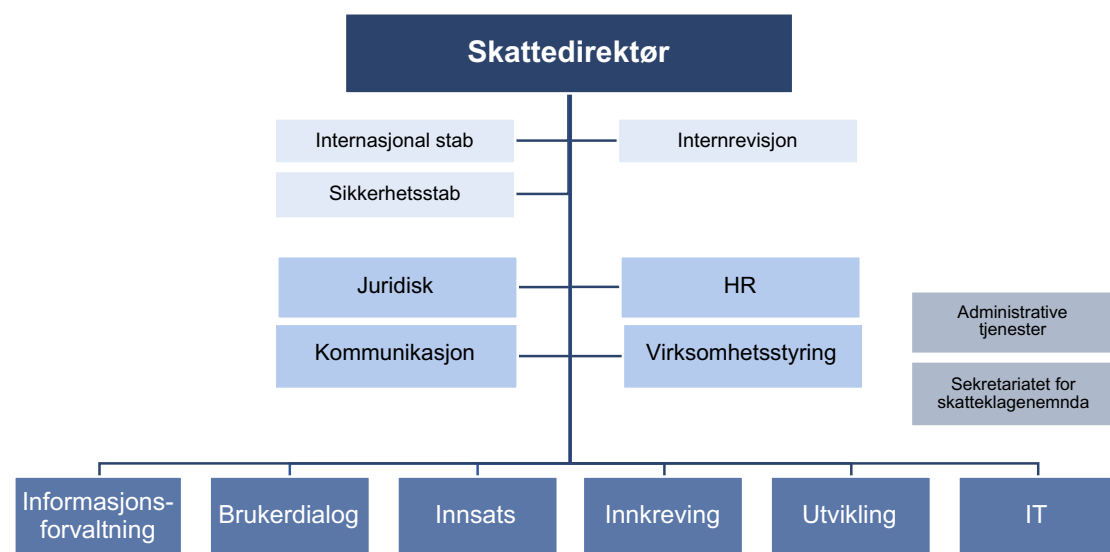 Skattedirektør
Internasjonal stab
Internrevisjon
Sikkerhetsstab
Juridisk
HR
Kommunikasjon
Virksomhetsstyring
Administrative
tjenester
Sekretariatet for
skatteklagenemnda
Informasjons-
forvaltning
Brukerdialog
Innsats
Innkreving
Utvikling
IT